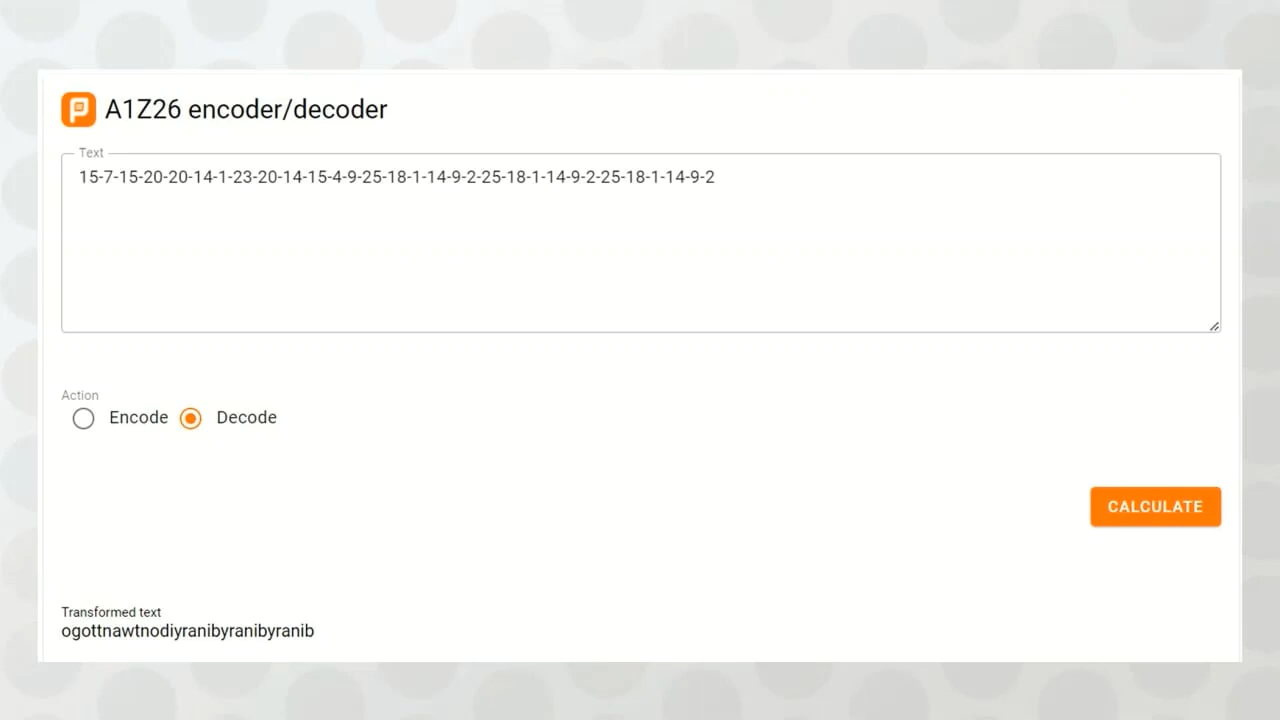 A1Z26 encoder/decoder
Text
15-7-15-20-20-14-1-23-20-14-15-4-9-25-18-1-14-9-2-25-18-1-14-9-2-25-18-1-14-9-2
Action
Encode Decode
CALCULATE
Transformed text
ogottnawtnodiyranibyranibyranib